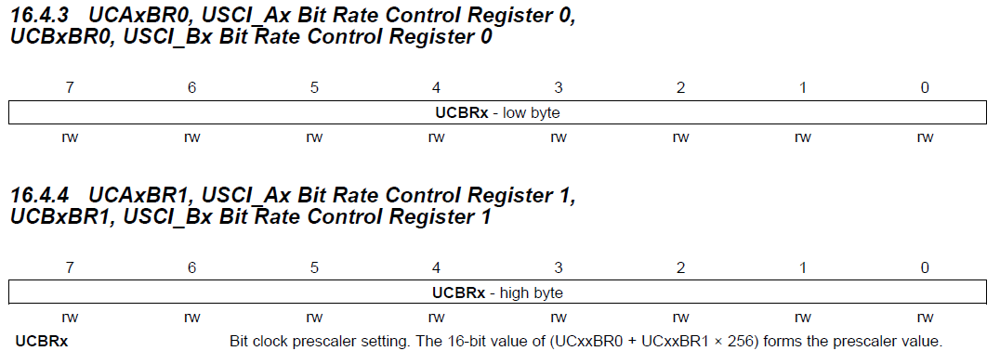 16.4.3 UCAxBR0, USCI_Ax Bit Rate Control Register 0,
UCBxBR0, USCI_Bx Bit Rate Control Register 0
7 6 5 4 3 2 1 0
UCBRx - low byte
rw rw rw rw rw rw rw rw
16.4.4 UCAxBR1, USCI_Ax Bit Rate Control Register 1,
UCBxBR1, USCI_Bx Bit Rate Control Register 1
7 6 5 4 3 2 1 0
UCBRx - high byte
rw rw rw rw rw rw rw rw
UCBRx Bit clock prescaler setting. The 16-bit value of (UCxxBR0 + UCxxBR1 × 256) forms the prescaler value.